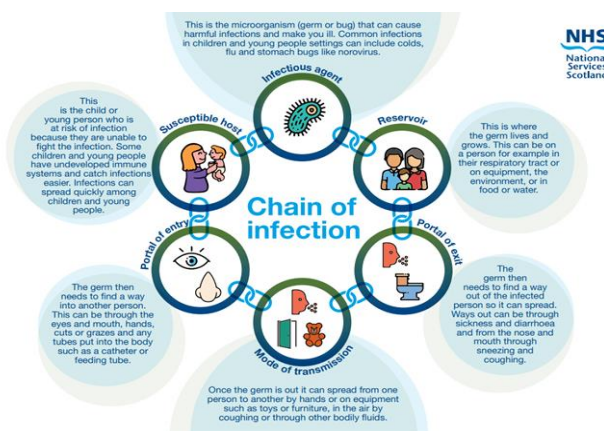 This is the microorganism (germ or bug) that can cause
harmful infections and make you ill. Common infections
in children and young people settings can include colds,
flu and stomach bugs like norovirus.
NHS
National
Services
Scotland
Infectious agent
Reservoir
This is where
the germ lives and
grows. This can be on
a person for example in
their respiratory tract or
on equipment, the
environment, or in
food or water.
Portal of exit
The
germ then
needs to find a way
out of the infected
person so it can spread.
Ways out can be through
sickness and diarrhoea
and from the nose and
mouth through
sneezing and
coughing.
Mode of transmission
Once the germ is out it can spread from one
person to another by hands or on equipment
such as toys or furniture, in the air by
coughing or through other bodily fluids.
Portal of entry
The germ then
needs to find a way
into another person.
This can be through the
eyes and mouth, hands,
cuts or grazes and any
tubes put into the body
such as a catheter or
feeding tube.
Susceptible host
This
is the child or
young person who is
at risk of infection
because they are unable to
fight the infection. Some
children and young people
have undeveloped immune
systems and catch infections
easier. Infections can
spread quickly among
children and young
people.
Chain of
infection